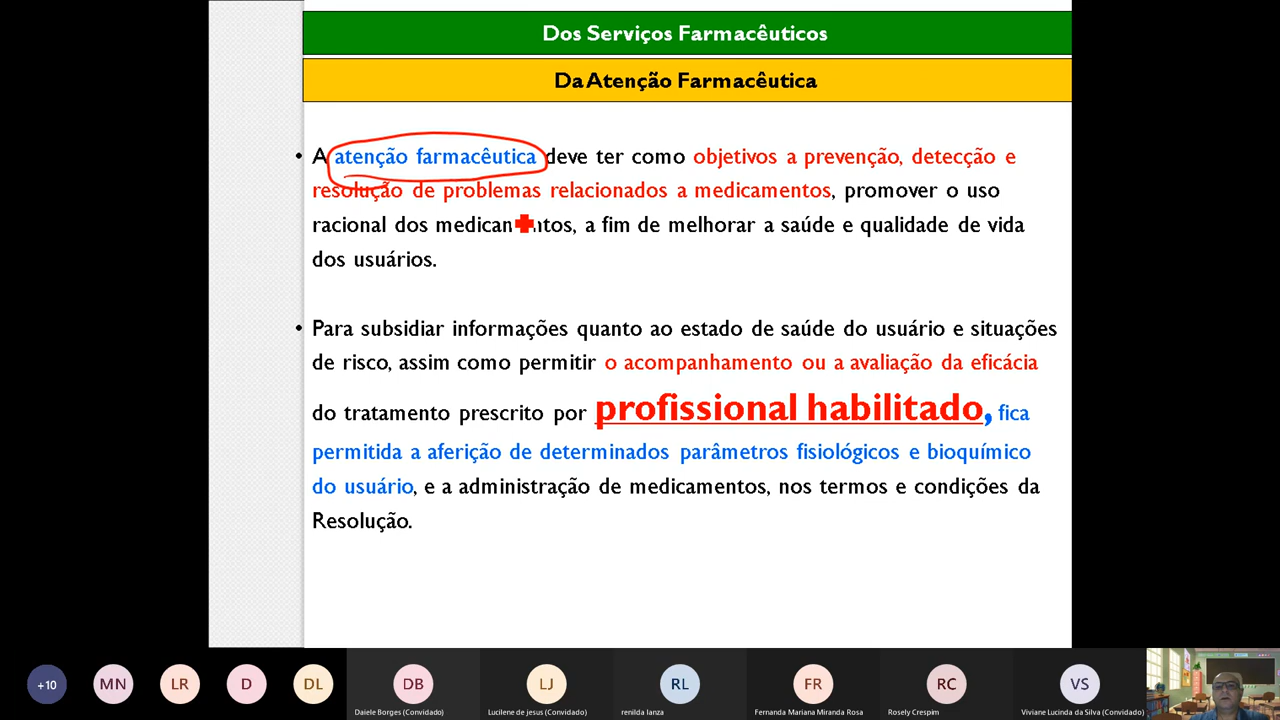 Dos Serviços Farmacêuticos
Da Atenção Farmacêutica
• A atenção farmacêutica deve ter como objetivos a prevenção, detecção e
resolução de problemas relacionados a medicamentos, promover o uso
racional dos a fim de melhorar a saúde e qualidade de vida
dos usuários.
• Para subsidiar informações quanto ao estado de saúde do usuário e situações
de risco, assim como permitir o acompanhamento ou a avaliação da eficácia
do tratamento prescrito por profissional habilitado, fica
permitida a aferição de determinados parâmetros fisiológicos e bioquímico
do usuário, e a administração de medicamentos, nos termos e condições da
Resolução.
+10 MN LR D DL DB LJ RL FR RC VS
Daiele Borges (Convidado) Lucilene de jesus (Convidado) renilda lanza Fernanda Mariana Miranda Rosa Rosely Crespim Viviane Lucinda da Silva (Convidado)